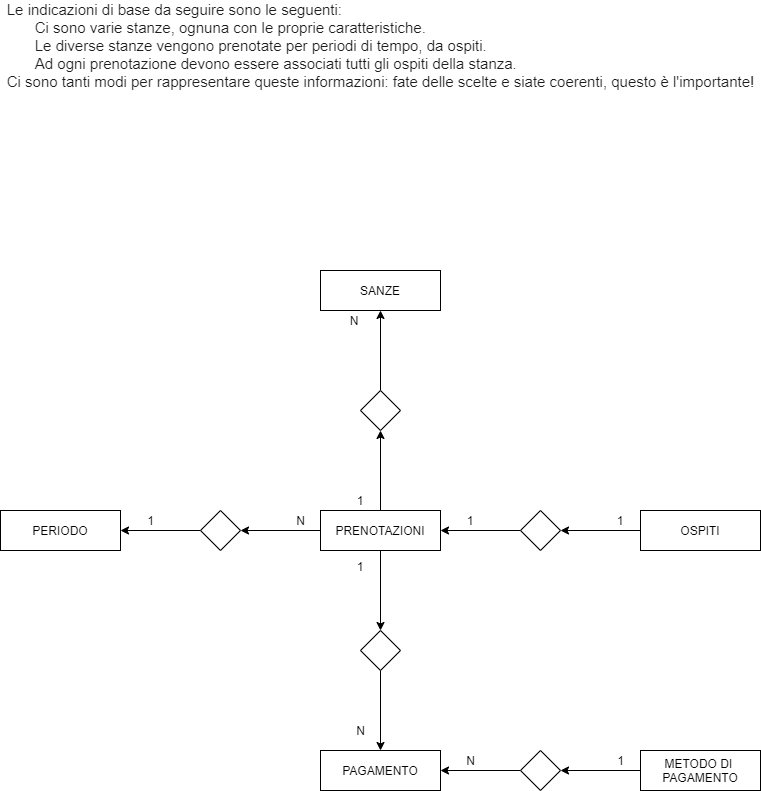 Le indicazioni di base da seguire sono le seguenti:
Ci sono varie stanze, ognuna con le proprie caratteristiche.
Le diverse stanze vengono prenotate per periodi di tempo, da ospiti.
Ad ogni prenotazione devono essere associati tutti gli ospiti della stanza.
Ci sono tanti modi per rappresentare queste informazioni: fate delle scelte e siate coerenti, questo è l'importante!
SANZE
N
1
PERIODO
1
N
PRENOTAZIONI
1
1
OSPITI
1
N
PAGAMENTO
N
1
METODO DI
PAGAMENTO